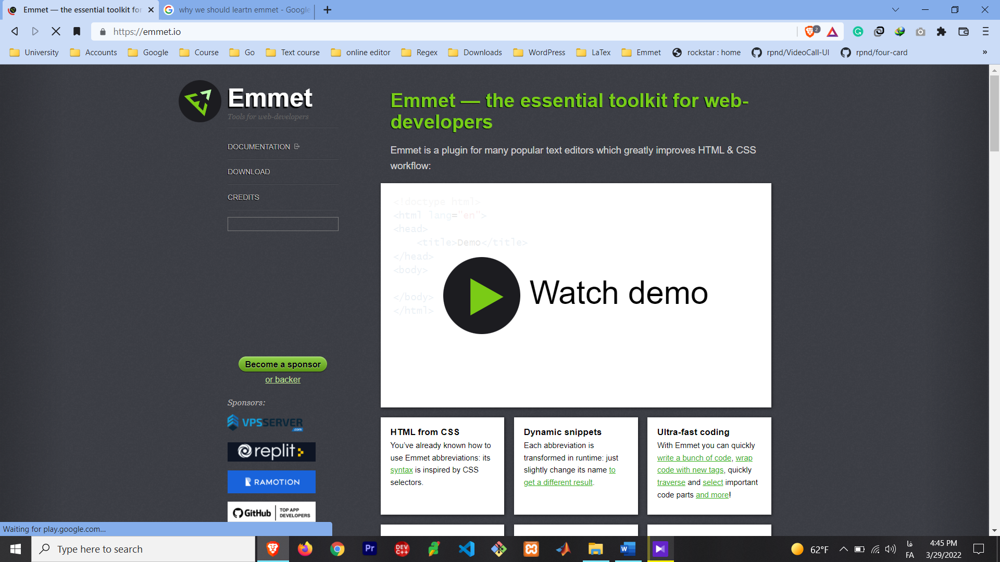 Emmet — the essential toolkit for
why we should leartn emmet - Google
https://emmet.io
2
University
Accounts
Google
Course
Go
Text course
online editor
Regex
Downloads
WordPress
LaTex
Emmet
rockstar : home
rpnd/VideoCall-UI
rpnd/four-card
»
Emmet
Tools for web-developers
DOCUMENTATION
DOWNLOAD
CREDITS
Become a sponsor
or backer
Sponsors:
VPSSERVER
.com
replit
RAMOTION
GitHub
TOP APP
DEVELOPERS
Emmet — the essential toolkit for web-
developers
Emmet is a plugin for many popular text editors which greatly improves HTML & CSS
workflow:
<!doctype html>
<html lang="en">
<head>
<title>Demo</title>
</head>
<body>
</body>
</html>
Watch demo
HTML from CSS
You’ve already known how to
use Emmet abbreviations: its
syntax is inspired by CSS
selectors.
Dynamic snippets
Each abbreviation is
transformed in runtime: just
slightly change its name to
get a different result.
Ultra-fast coding
With Emmet you can quickly
write a bunch of code, wrap
code with new tags, quickly
traverse and select important
code parts and more!
Waiting for play.google.com...
Type here to search
Pr
DEV
C++
W
62°F
فا
FA
4:45 PM
3/29/2022